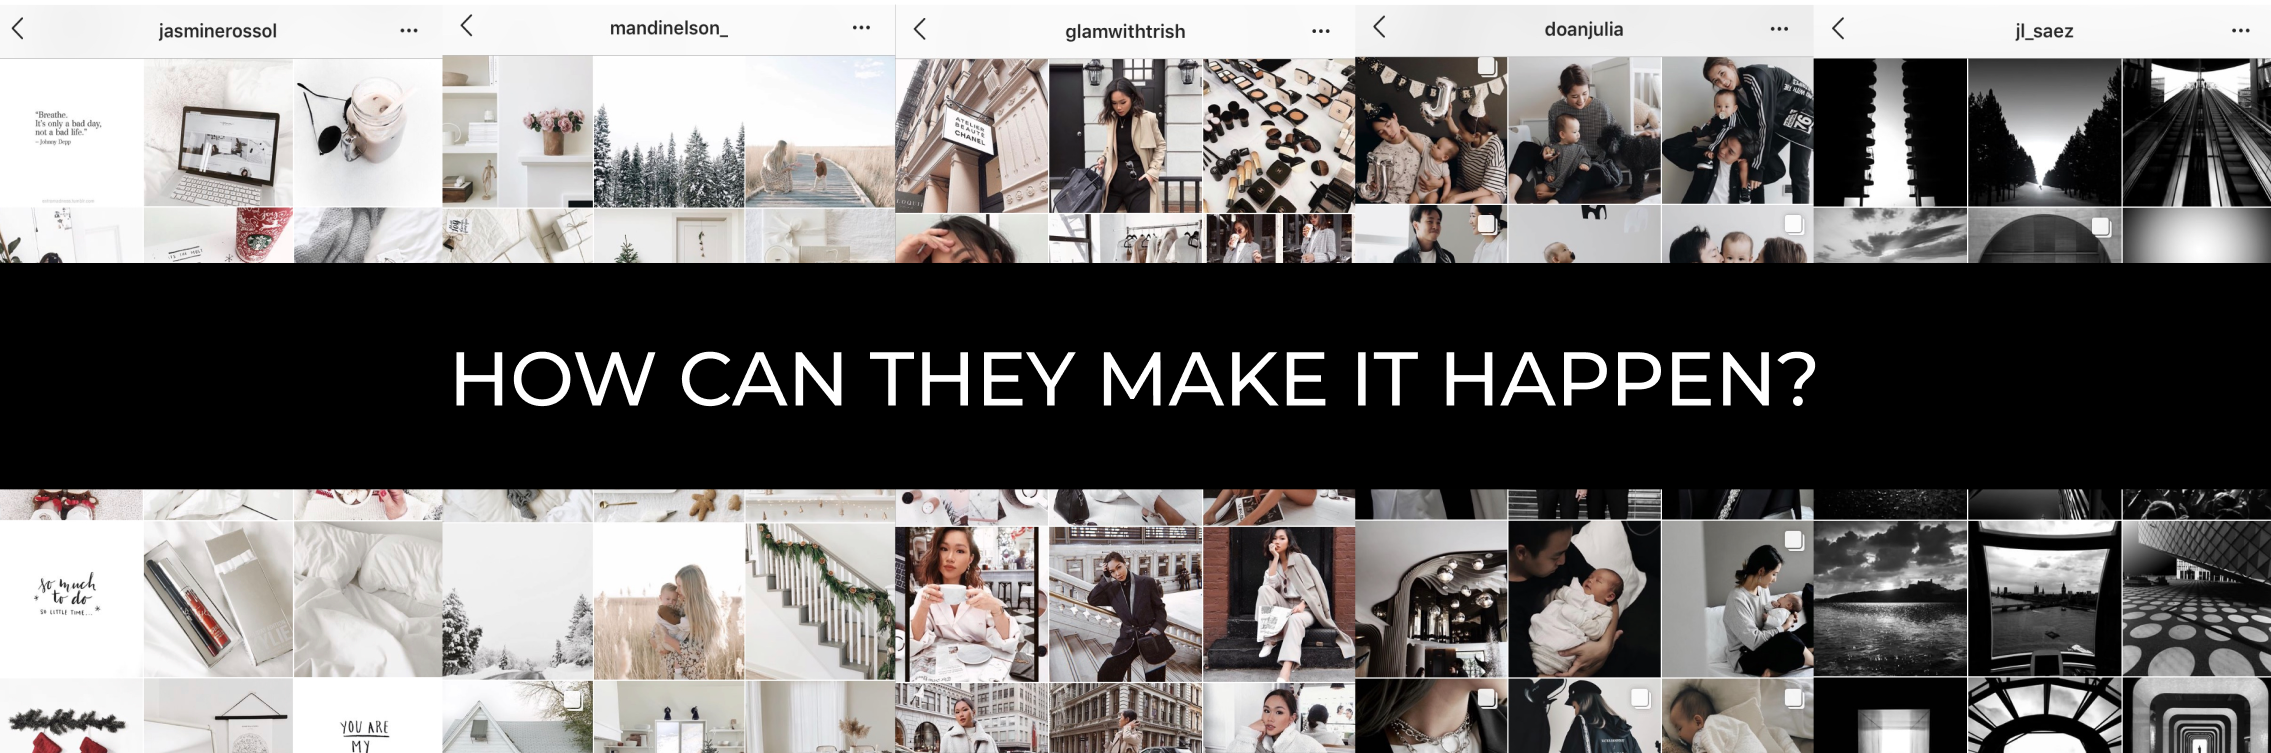 jasminerossol
mandinelson_
glamwithtrish
doanjulia
jl_saez
“Breathe.
It's only a bad day,
not a bad life.”
– Johnny Depp
ATELIER
BEAUTE
CHANEL
HOW CAN THEY MAKE IT HAPPEN?
so much
to do
SO LITTLE TIME...
YOU ARE
MY